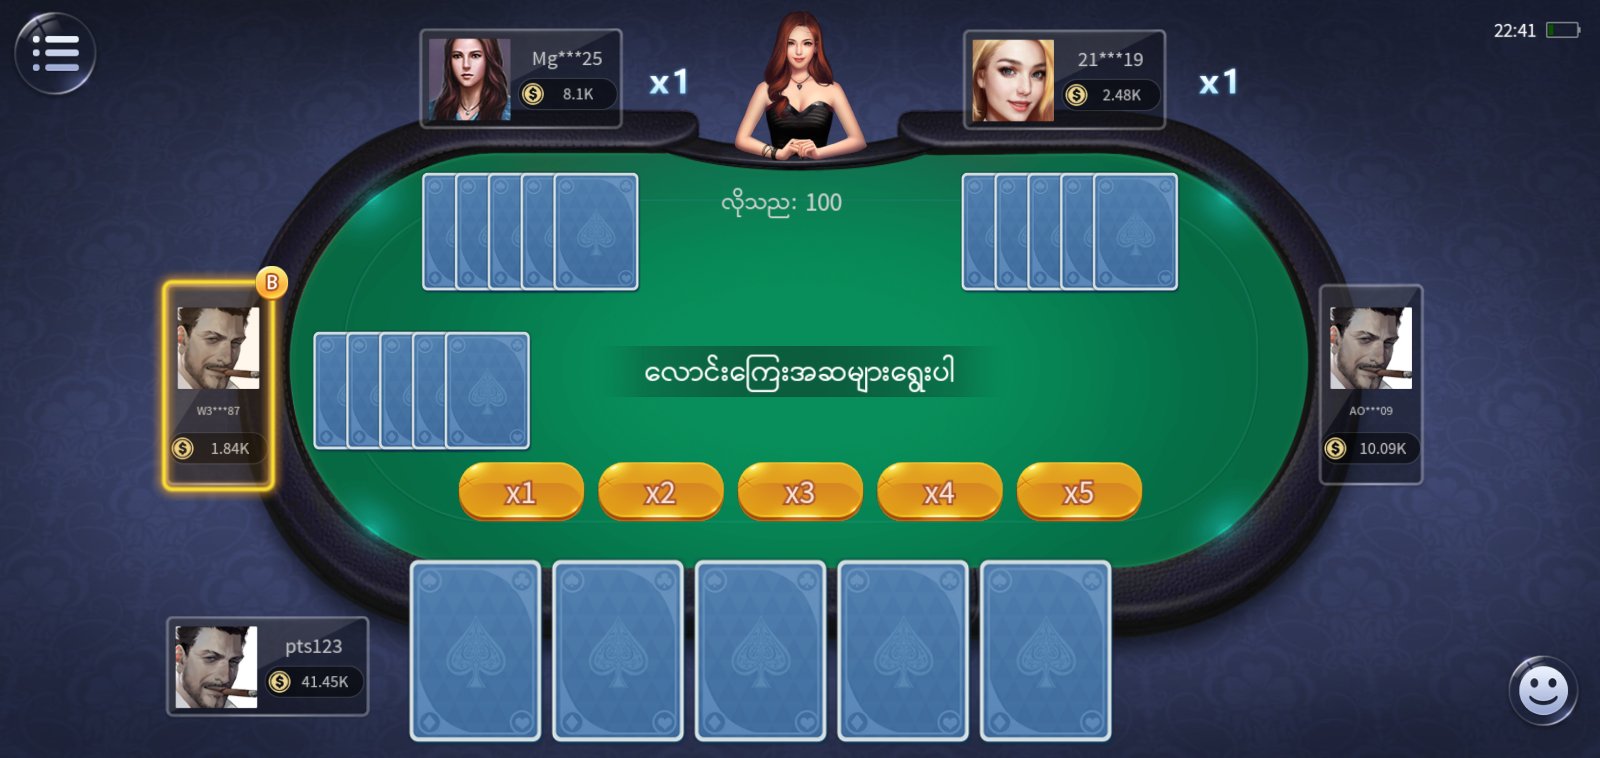 22:41
Mg***25
8.1K
x1
21***19
2.48K
x1
လိုသည: 100
B
W3***87
1.84K
လောင်းကြေးအဆများရွေးပါ
AO***09
10.09K
x1
x2
x3
x4
x5
pts123
41.45K